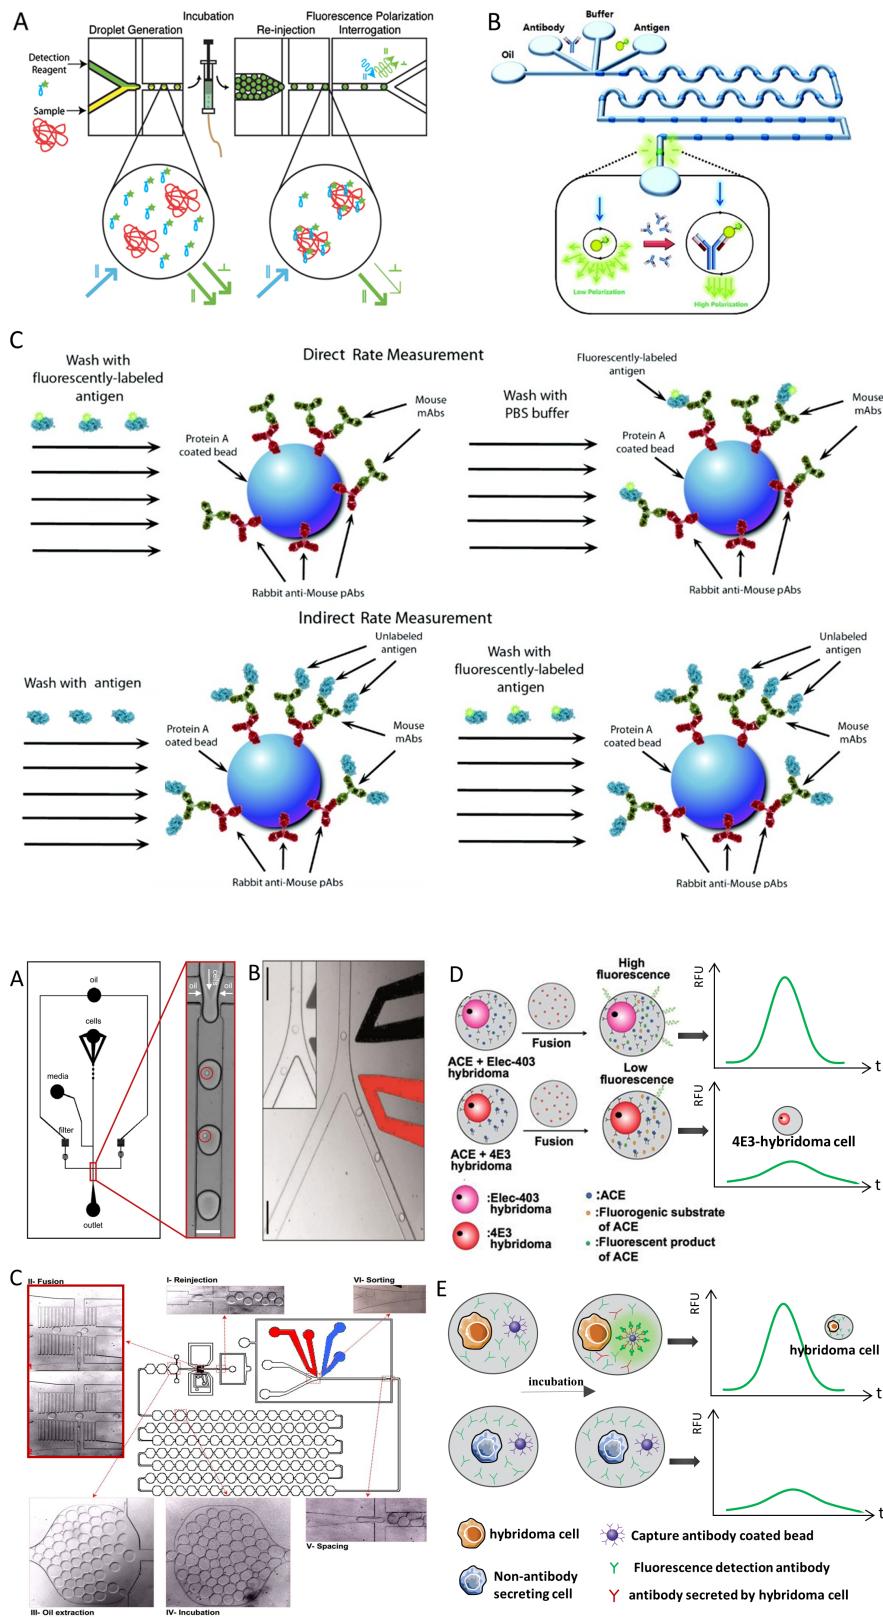 A
Droplet Generation
Incubation
Re-injection
Fluorescence Polarization
Interrogation
Detection
Reagent
Sample
B
Buffer
Antibody
Antigen
Oil
Low Polarization
High Polarization
C
Direct Rate Measurement
Wash with
fluorescently-labeled
antigen
Protein A
coated bead
Mouse
mAbs
Rabbit anti-Mouse pAbs
Wash with
PBS buffer
Fluorescently-labeled
antigen
Mouse
mAbs
Protein A
coated bead
Rabbit anti-Mouse pAbs
Indirect Rate Measurement
Wash with antigen
Unlabeled
antigen
Protein A
oated bead
Mouse
mAbs
Rabbit anti-Mouse pAbs
Wash with
fluorescently-labeled
antigen
Unlabeled
antigen
Protein A
coated bead
Mouse
mAbs
Rabbit anti-Mouse pAbs
A
oil
cells
media
filter
outlet
cells
oil
oil
B
D
ACE + Elec-403
hybridoma
Fusion
High
fluorescence
RFU
t
ACE + 4E3
hybridoma
Fusion
Low
fluorescence
RFU
4E3-hybridoma cell
t
:Elec-403
hybridoma
:4E3
hybridoma
:ACE
:Fluorogenic substrate
of ACE
:Fluorescent product
of ACE
C
II- Fusion
I- Reinjection
VI- Sorting
III- Oil extraction
IV- Incubation
V- Spacing
E
incubation
RFU
hybridoma cell
t
RFU
t
hybridoma cell
Capture antibody coated bead
Non-antibody
secreting cell
Fluorescence detection antibody
antibody secreted by hybridoma cell